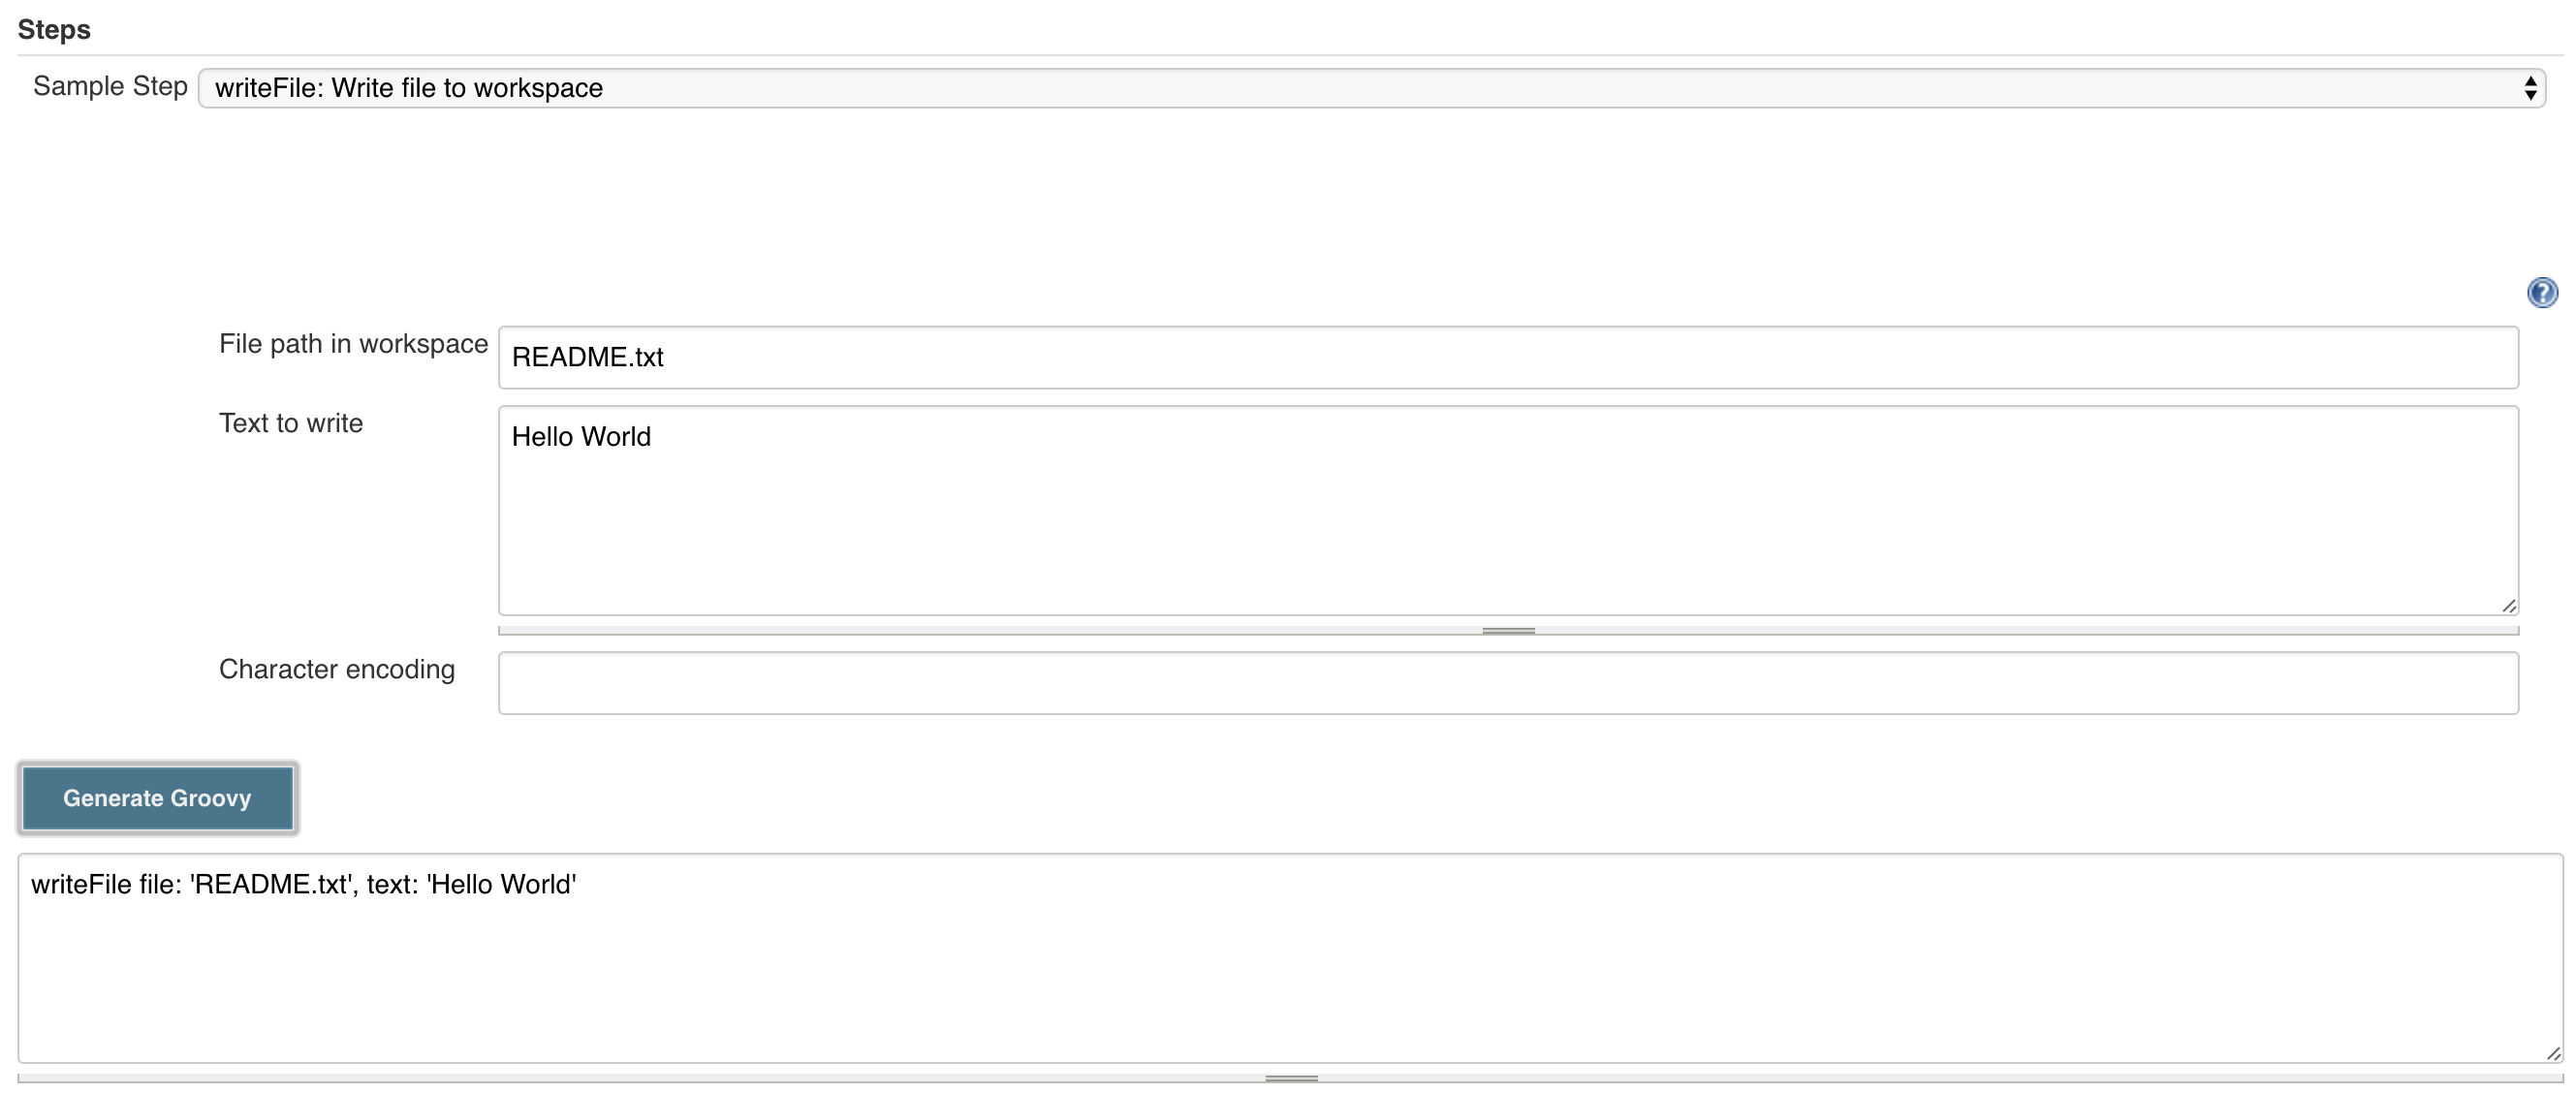 Steps
Sample Step writeFile: Write file to workspace
?
File path in workspace README.txt
Text to write Hello World
Character encoding
Generate Groovy
writeFile file: 'README.txt', text: 'Hello World'